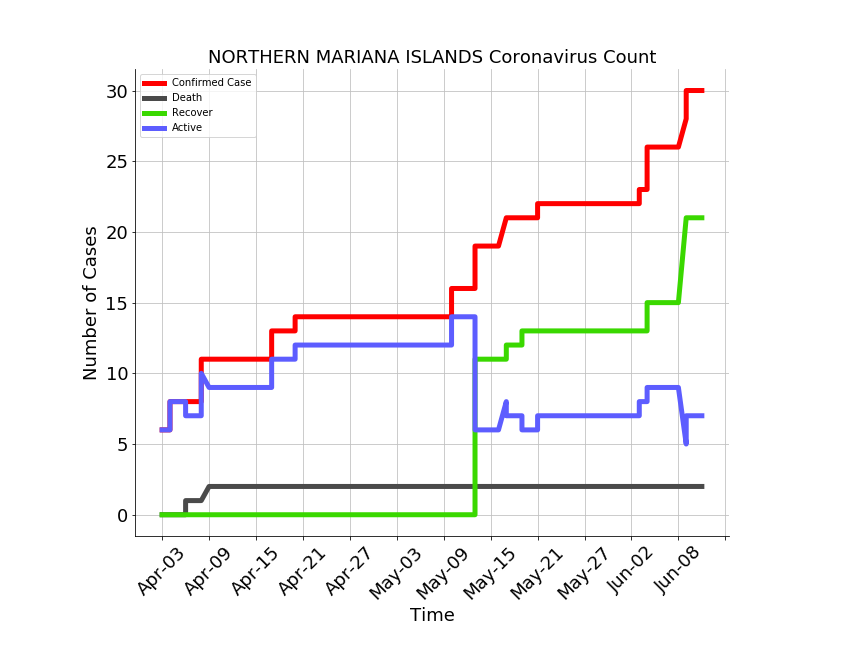 NORTHERN MARIANA ISLANDS Coronavirus Count
Confirmed Case
Death
Recover
Active
Number of Cases
30
25
20
15
10
5
0
Apr-03
Apr-09
Apr-15
Apr-21
Apr-27
May-03
May-09
May-15
May-21
May-27
Jun-02
Jun-08
Time